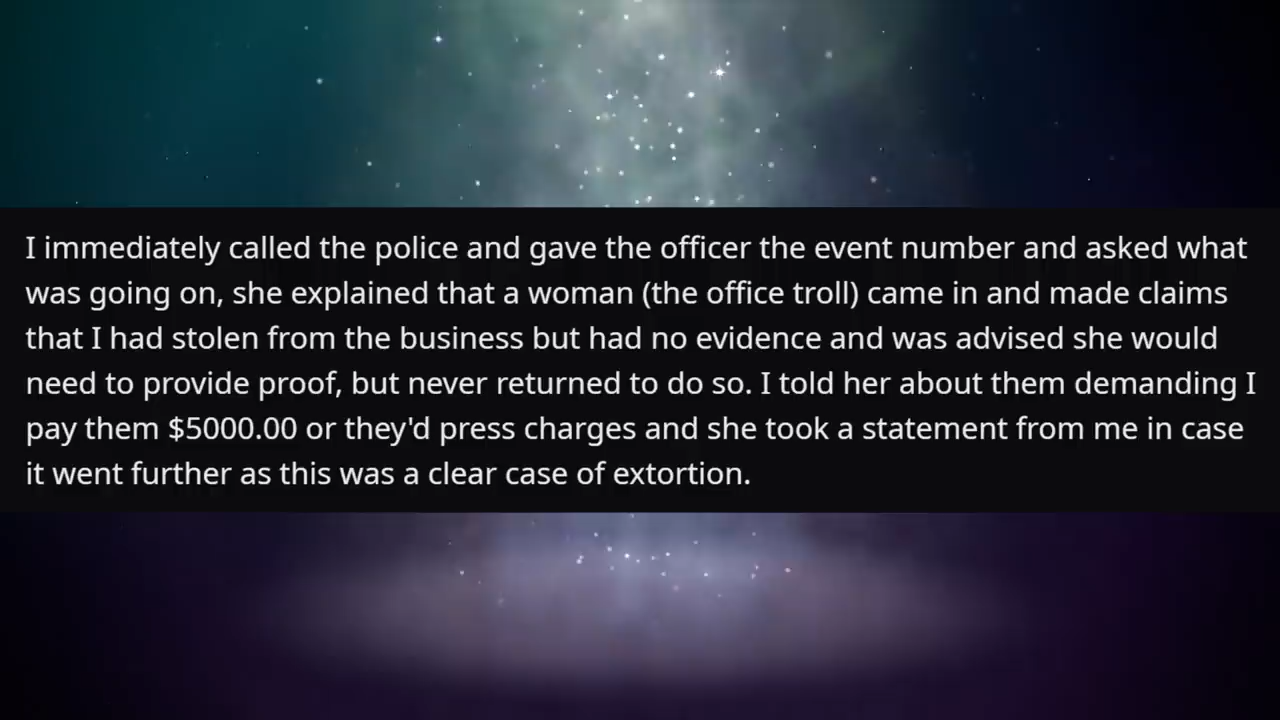 I immediately called the police and gave the officer the event number and asked what
was going on, she explained that a woman (the office troll) came in and made claims
that I had stolen from the business but had no evidence and was advised she would
need to provide proof, but never returned to do so. I told her about them demanding I
pay them $5000.00 or they'd press charges and she took a statement from me in case
it went further as this was a clear case of extortion.